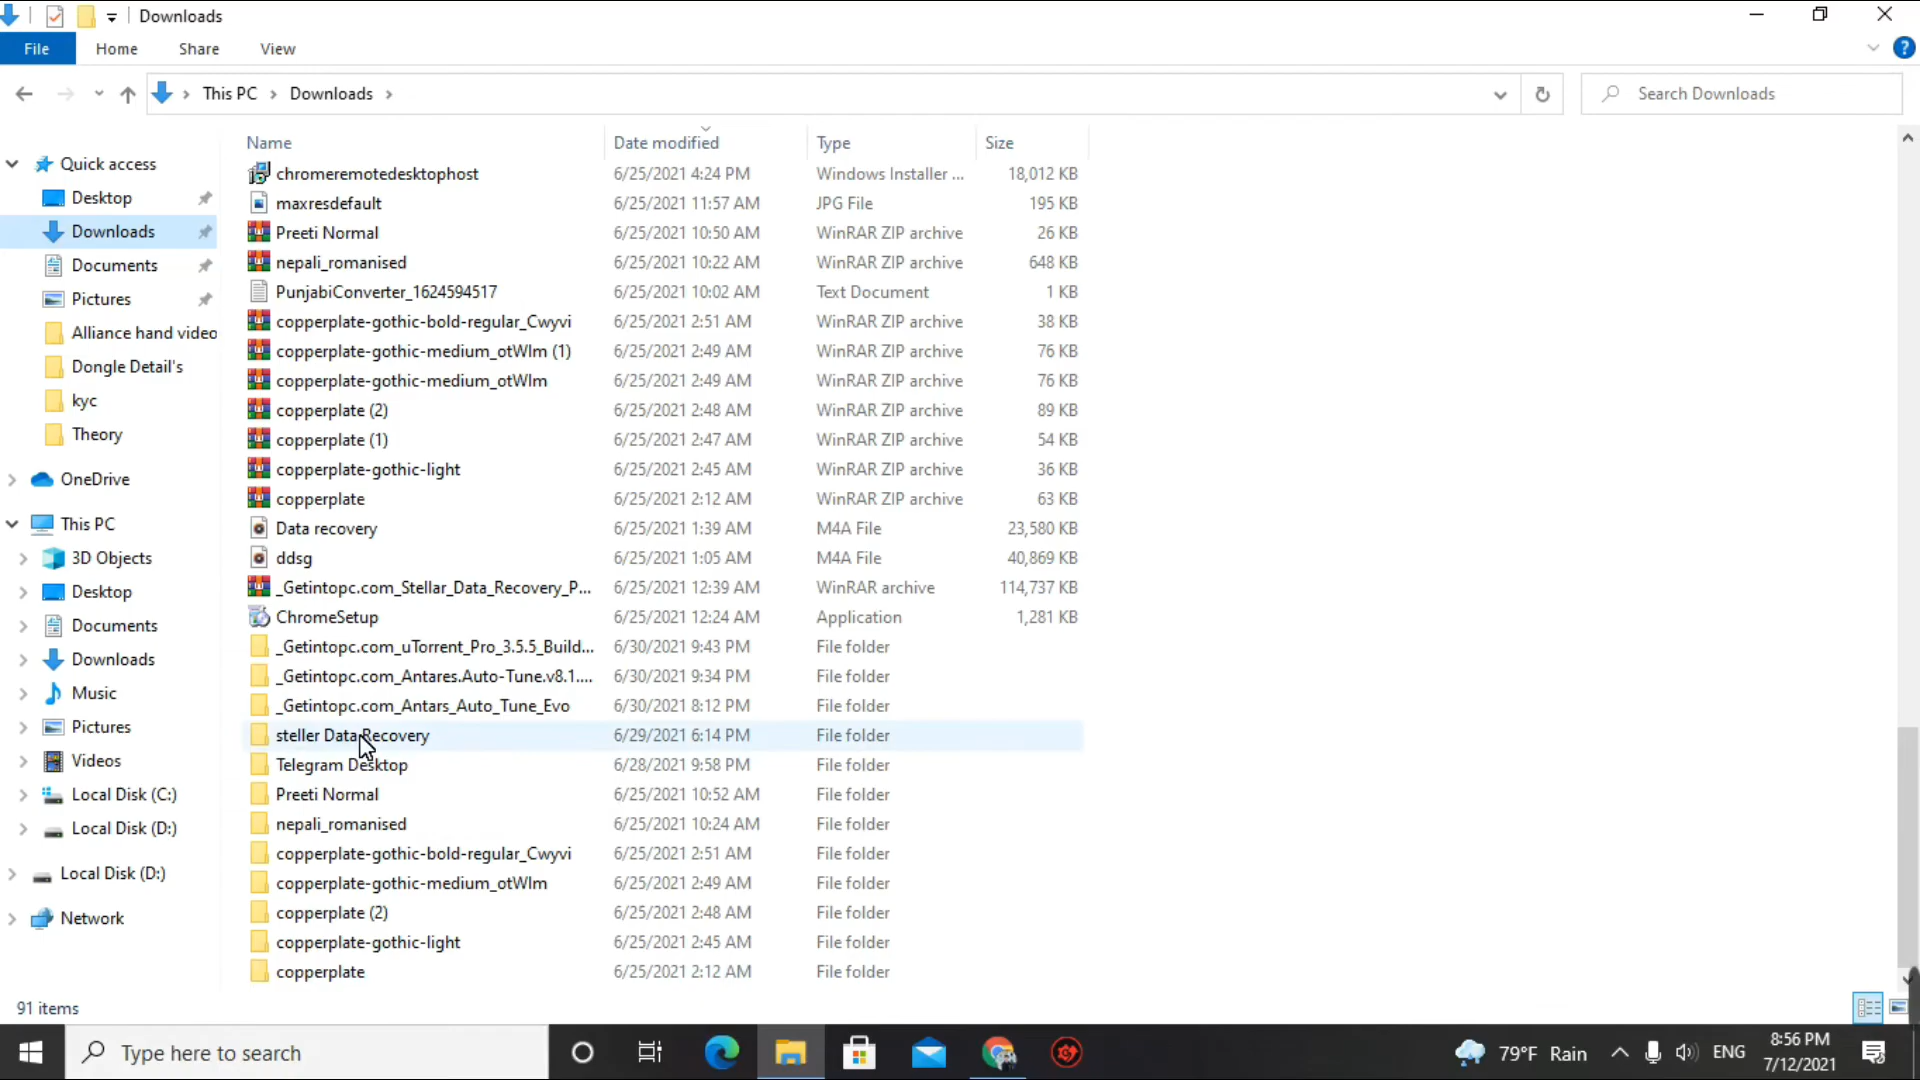 Downloads
File Home Share View
This PC Downloads Search Downloads
Name Date modified Type Size
Quick access
Desktop
Downloads
Documents
Pictures
Alliance hand video
Dongle Detail's
kyc
Theory
OneDrive
This PC
3D Objects
Desktop
Documents
Downloads
Music
Pictures
Videos
Local Disk (C:)
Local Disk (D:)
Local Disk (D:)
Network
chromeremotedesktophost 6/25/2021 4:24 PM Windows Installer ... 18,012 KB
maxresdefault 6/25/2021 11:57 AM JPG File 195 KB
Preeti Normal 6/25/2021 10:50 AM WinRAR ZIP archive 26 KB
nepali_romanised 6/25/2021 10:22 AM WinRAR ZIP archive 648 KB
PunjabiConverter_1624594517 6/25/2021 10:02 AM Text Document 1 KB
copperplate-gothic-bold-regular_Cwyvi 6/25/2021 2:51 AM WinRAR ZIP archive 38 KB
copperplate-gothic-medium_otWlm (1) 6/25/2021 2:49 AM WinRAR ZIP archive 76 KB
copperplate-gothic-medium_otWlm 6/25/2021 2:49 AM WinRAR ZIP archive 76 KB
copperplate (2) 6/25/2021 2:48 AM WinRAR ZIP archive 89 KB
copperplate (1) 6/25/2021 2:47 AM WinRAR ZIP archive 54 KB
copperplate-gothic-light 6/25/2021 2:45 AM WinRAR ZIP archive 36 KB
copperplate 6/25/2021 2:12 AM WinRAR ZIP archive 63 KB
Data recovery 6/25/2021 1:39 AM M4A File 23,580 KB
ddsg 6/25/2021 1:05 AM M4A File 40,869 KB
_Getintopc.com_Stellar_Data_Recovery_P... 6/25/2021 12:39 AM WinRAR archive 114,737 KB
ChromeSetup 6/25/2021 12:24 AM Application 1,281 KB
_Getintopc.com_uTorrent_Pro_3.5.5_Build... 6/30/2021 9:43 PM File folder
_Getintopc.com_Antares.Auto-Tune.v8.1.... 6/30/2021 9:34 PM File folder
_Getintopc.com_Antars_Auto_Tune_Evo 6/30/2021 8:12 PM File folder
steller Data Recovery 6/29/2021 6:14 PM File folder
Telegram Desktop 6/28/2021 9:58 PM File folder
Preeti Normal 6/25/2021 10:52 AM File folder
nepali_romanised 6/25/2021 10:24 AM File folder
copperplate-gothic-bold-regular_Cwyvi 6/25/2021 2:51 AM File folder
copperplate-gothic-medium_otWlm 6/25/2021 2:49 AM File folder
copperplate (2) 6/25/2021 2:48 AM File folder
copperplate-gothic-light 6/25/2021 2:45 AM File folder
copperplate 6/25/2021 2:12 AM File folder
91 items
Type here to search 79°F Rain ENG 8:56 PM
7/12/2021